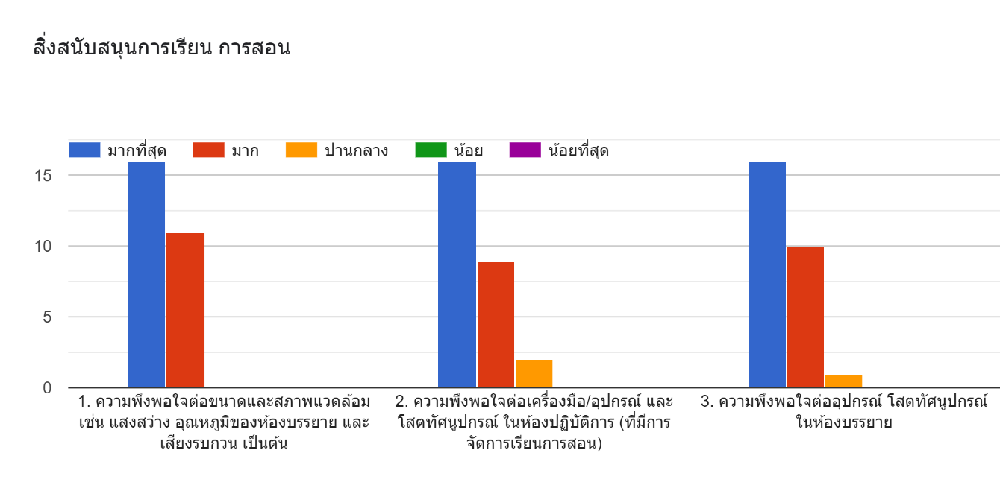 สิ่งสนับสนุนการเรียน การสอน
มากที่สุด มาก ปานกลาง น้อย น้อยที่สุด
15
10
5
0
1. ความพึงพอใจต่อขนาดและสภาพแวดล้อม
เช่น แสงสว่าง อุณหภูมิของห้องบรรยาย และ
เสียงรบกวน เป็นต้น
2. ความพึงพอใจต่อเครื่องมือ/อุปกรณ์ และ
โสตทัศนูปกรณ์ ในห้องปฏิบัติการ (ที่มีการ
จัดการเรียนการสอน)
3. ความพึงพอใจต่ออุปกรณ์ โสตทัศนูปกรณ์
ในห้องบรรยาย